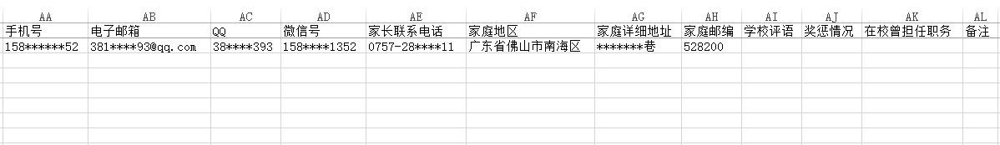 AA AB AC AD AE AF AG AH AI AJ AK AL
手机号 电子邮箱 QQ 微信号 家长联系电话 家庭地区 家庭详细地址 家庭邮编 学校评语 奖惩情况 在校曾担任职务 备注
158******52 381****93@qq.com 38****393 158****1352 0757-28****11 广东省佛山市南海区 *******巷 528200